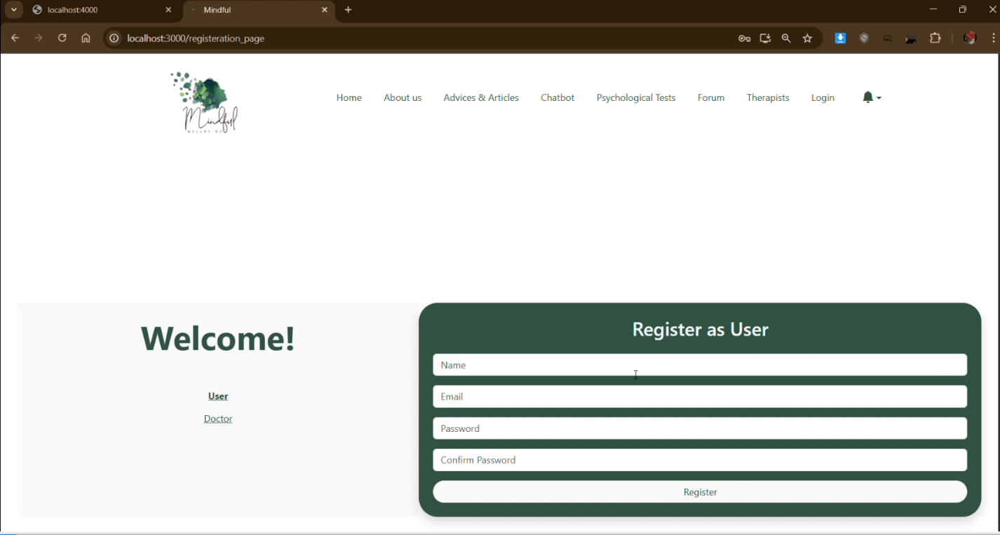 localhost:4000
Mindful
localhost:3000/registeration_page
Mindful
WELLBEING
Home About us Advices & Articles Chatbot Psychological Tests Forum Therapists Login
Welcome!
User
Doctor
Register as User
Name
Email
Password
Confirm Password
Register